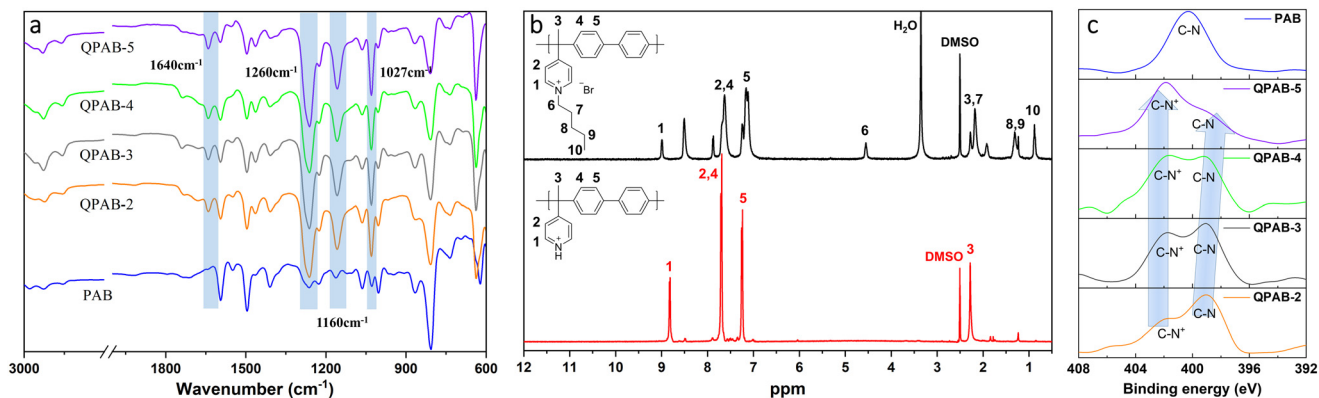 a
QPAB-5
1640cm-1
1260cm-1
1027cm-1
QPAB-4
QPAB-3
QPAB-2
PAB
1160cm-1
3000
1800
1500
1200
900
600
Wavenumber (cm-1)
b
3 4 5
2
1
N
+
-Br
6
7
8
9
10
1
2,4
5
6
H2O
DMSO
3,7
8,9
10
3 4 5
2
1
+
N
H
1
2,4
5
DMSO
3
12 11 10 9 8 7 6 5 4 3 2 1
ppm
c
PAB
C-N
QPAB-5
C-N+
C-N
QPAB-4
C-N+
C-N
QPAB-3
C-N+
C-N
QPAB-2
C-N+
C-N
408 404 400 396 392
Binding energy (eV)